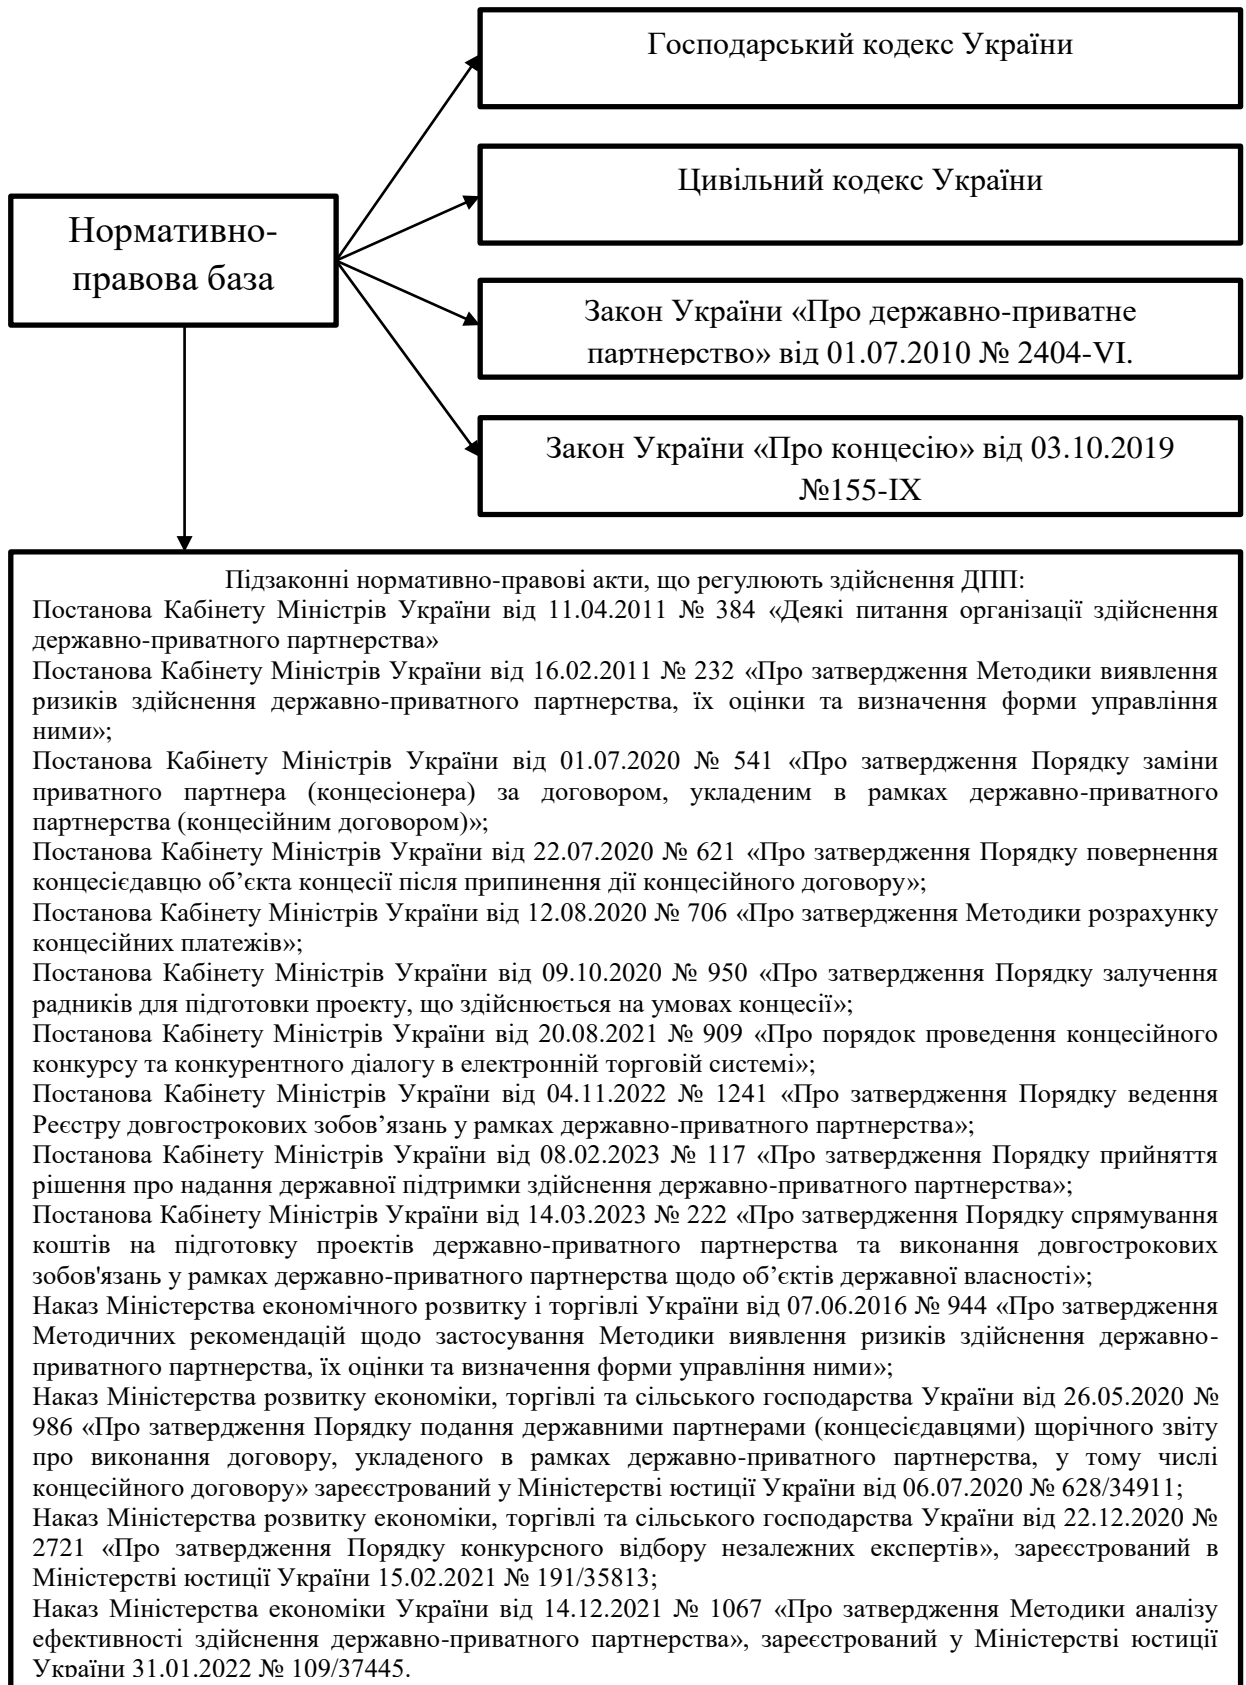 Господарський кодекс України
Цивільний кодекс України
Нормативно-
правова база
Закон України «Про державно-приватне
партнерство» від 01.07.2010 № 2404-VI.
Закон України «Про концесію» від 03.10.2019
№155-IX
Підзаконні нормативно-правові акти, що регулюють здійснення ДПП:
Постанова Кабінету Міністрів України від 11.04.2011 № 384 «Деякі питання організації здійснення
державно-приватного партнерства»
Постанова Кабінету Міністрів України від 16.02.2011 № 232 «Про затвердження Методики виявлення
ризиків здійснення державно-приватного партнерства, їх оцінки та визначення форми управління
ними»;
Постанова Кабінету Міністрів України від 01.07.2020 № 541 «Про затвердження Порядку заміни
приватного партнера (концесіонера) за договором, укладеним в рамках державно-приватного
партнерства (концесійним договором)»;
Постанова Кабінету Міністрів України від 22.07.2020 № 621 «Про затвердження Порядку повернення
концесієдавцю об’єкта концесії після припинення дії концесійного договору»;
Постанова Кабінету Міністрів України від 12.08.2020 № 706 «Про затвердження Методики розрахунку
концесійних платежів»;
Постанова Кабінету Міністрів України від 09.10.2020 № 950 «Про затвердження Порядку залучення
радників для підготовки проекту, що здійснюється на умовах концесії»;
Постанова Кабінету Міністрів України від 20.08.2021 № 909 «Про порядок проведення концесійного
конкурсу та конкурентного діалогу в електронній торговій системі»;
Постанова Кабінету Міністрів України від 04.11.2022 № 1241 «Про затвердження Порядку ведення
Реєстру довгострокових зобов’язань у рамках державно-приватного партнерства»;
Постанова Кабінету Міністрів України від 08.02.2023 № 117 «Про затвердження Порядку прийняття
рішення про надання державної підтримки здійснення державно-приватного партнерства»;
Постанова Кабінету Міністрів України від 14.03.2023 № 222 «Про затвердження Порядку спрямування
коштів на підготовку проектів державно-приватного партнерства та виконання довгострокових
зобов'язань у рамках державно-приватного партнерства щодо об’єктів державної власності»;
Наказ Міністерства економічного розвитку і торгівлі України від 07.06.2016 № 944 «Про затвердження
Методичних рекомендацій щодо застосування Методики виявлення ризиків здійснення державно-
приватного партнерства, їх оцінки та визначення форми управління ними»;
Наказ Міністерства розвитку економіки, торгівлі та сільського господарства України від 26.05.2020 №
986 «Про затвердження Порядку подання державними партнерами (концесієдавцями) щорічного звіту
про виконання договору, укладеного в рамках державно-приватного партнерства, у тому числі
концесійного договору» зареєстрований у Міністерстві юстиції України від 06.07.2020 № 628/34911;
Наказ Міністерства розвитку економіки, торгівлі та сільського господарства України від 22.12.2020 №
2721 «Про затвердження Порядку конкурсного відбору незалежних експертів», зареєстрований в
Міністерстві юстиції України 15.02.2021 № 191/35813;
Наказ Міністерства економіки України від 14.12.2021 № 1067 «Про затвердження Методики аналізу
ефективності здійснення державно-приватного партнерства», зареєстрований у Міністерстві юстиції
України 31.01.2022 № 109/37445.